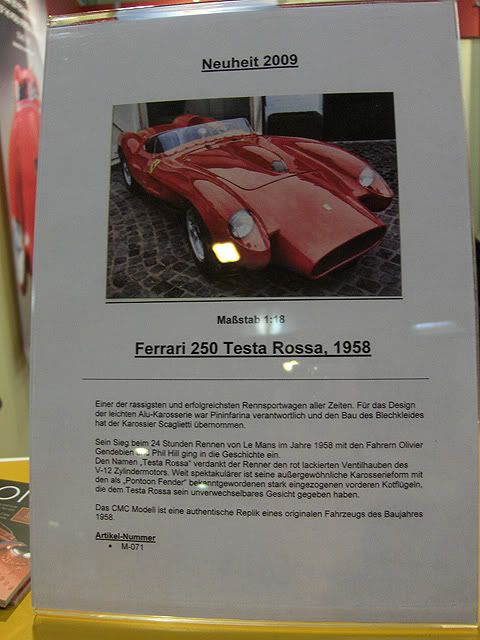 Neuheit 2009
Maßstab 1:18
Ferrari 250 Testa Rossa, 1958
Einer der rassigsten und erfolgreichsten Rennsportwagen aller Zeiten. Für das Design
der leichten Alu-Karosserie war Pininfarina verantwortlich und den Bau des Blechkleides
hat der Karossier Scaglietti übernommen.
Sein Sieg beim 24 Stunden Rennen von Le Mans im Jahre 1958 mit den Fahrern Olivier
Gendebien Phil Hill ging in die Geschichte ein.
Den Namen „Testa Rossa" verdankt der Renner den rot lackierten Ventilhauben des
V-12 Zylindermotors. Weit spektakulärer ist seine außergewöhnliche Karosserieform mit
den als „Pontoon Fender" bekanntgewordenen stark eingezogenen vorderen Kotflügeln,
die dem Testa Rossa sein unverwechselbares Gesicht gegeben haben.
Das CMC Modell ist eine authentische Replik eines originalen Fahrzeugs des Baujahres
1958.
Artikel-Nummer
• M-071